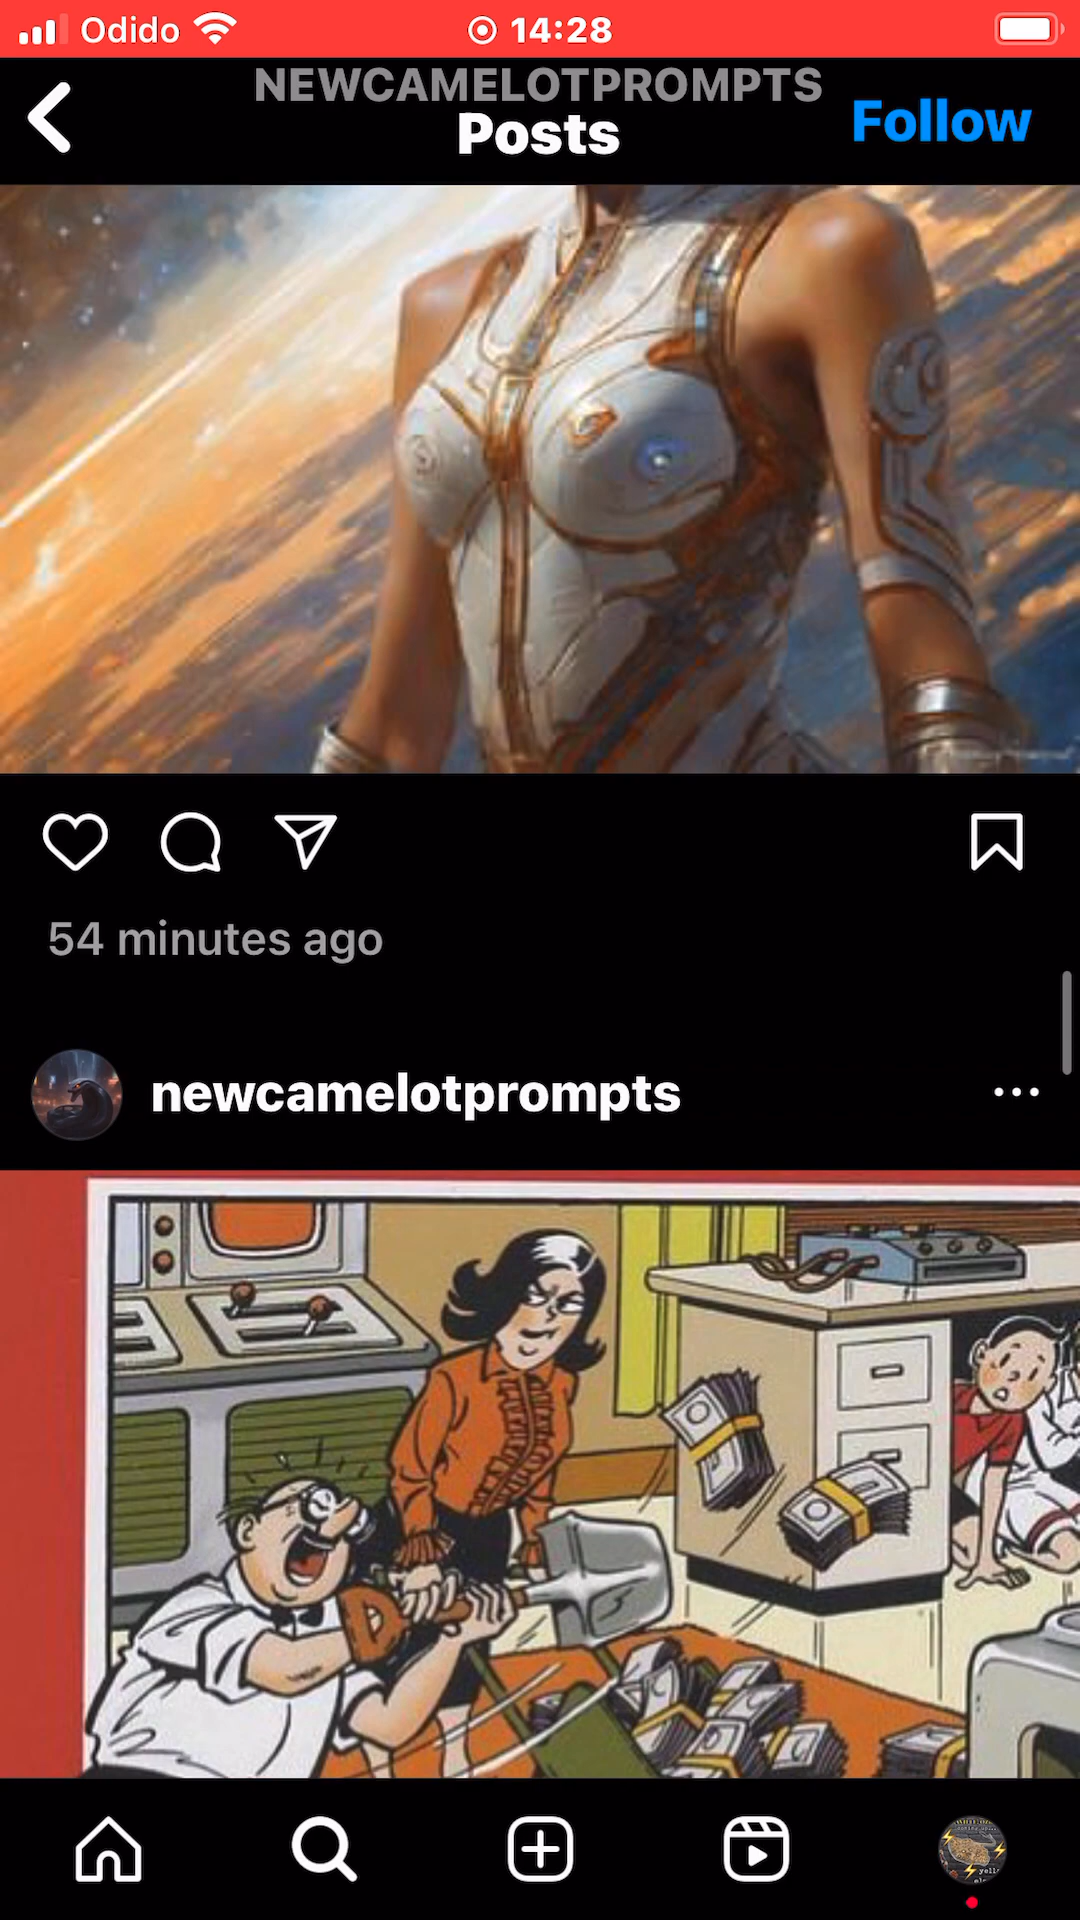 Odido 14:28
NEWCAMELOTPROMPTS
Posts
Follow
54 minutes ago
newcamelotprompts